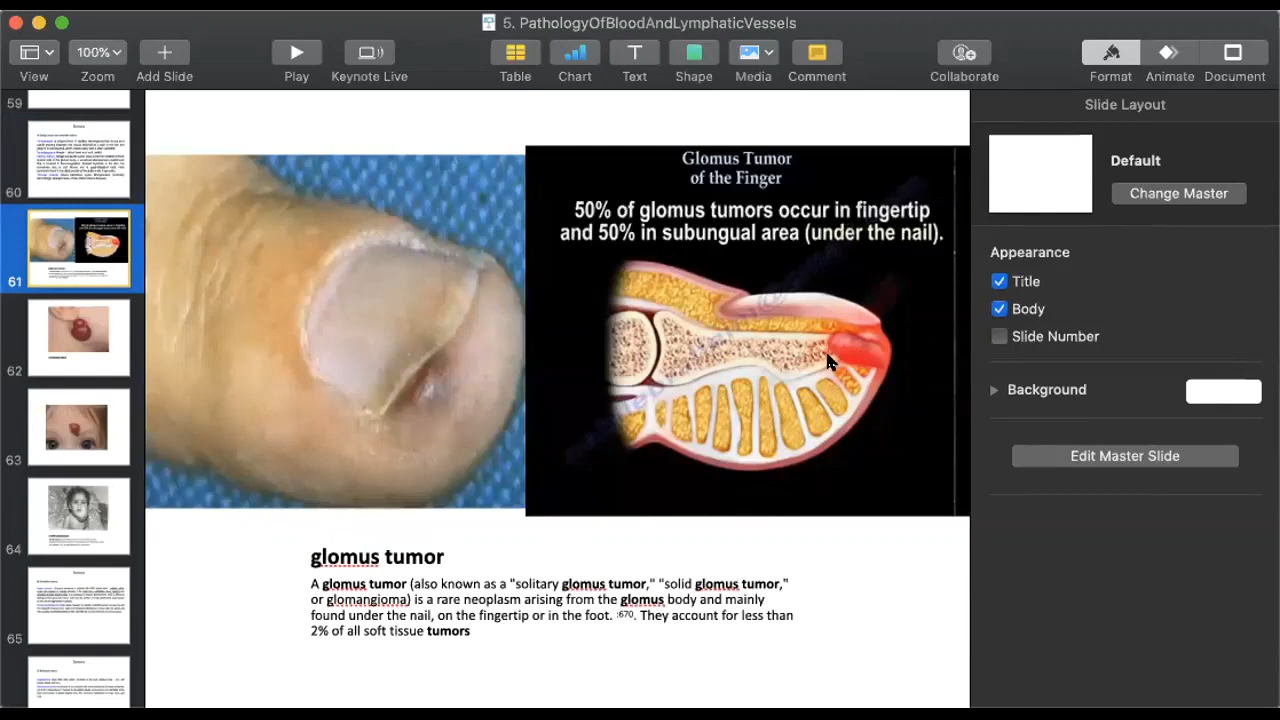 5. PathologyOfBloodAndLymphaticVessels
100%
View
Zoom
Add Slide
Play
Keynote Live
Table
Chart
Text
Shape
Media
Comment
Collaborate
Format
Animate
Document
59
60
61
62
63
64
65
Glomus Tumor
of the Finger
50% of glomus tumors occur in fingertip
and 50% in subungual area (under the nail).
glomus tumor
A glomus tumor (also known as a "solitary glomus tumor," "solid glomus tumor,"
or glomangioma) is a rare neoplasm arising from the glomus body and mainly
found under the nail, on the fingertip or in the foot. :670. They account for less than
2% of all soft tissue tumors
Slide Layout
Default
Change Master
Appearance
Title
Body
Slide Number
Background
Edit Master Slide